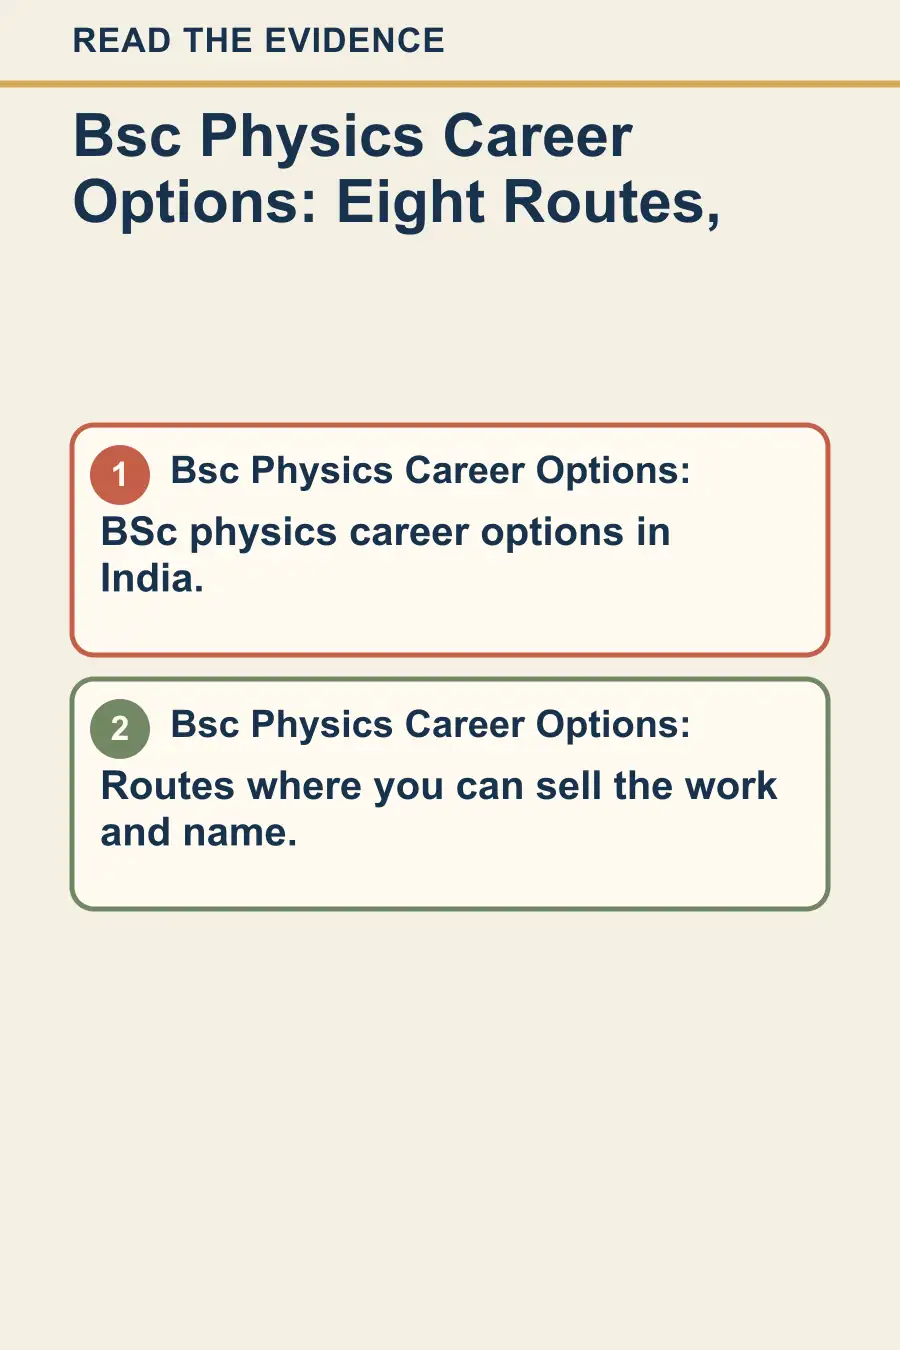 READ THE EVIDENCE
Bsc Physics Career
Options: Eight Routes,
1 Bsc Physics Career Options:
BSc physics career options in
India.
2 Bsc Physics Career Options:
Routes where you can sell the work
and name.